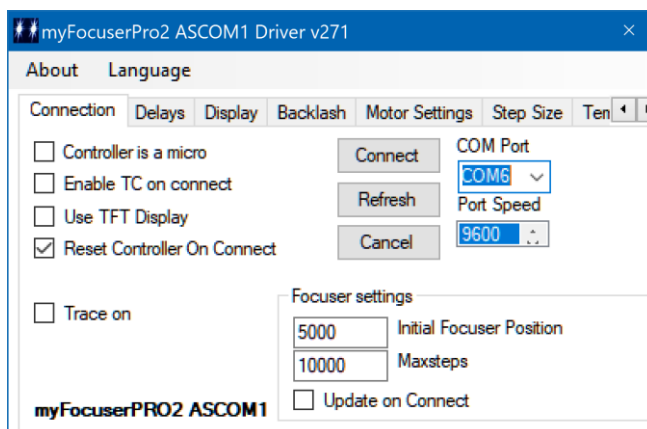 myFocuserPro2 ASCOM1 Driver v271
About Language
Connection Delays Display Backlash Motor Settings Step Size
Controller is a micro
Connect
COM Port
Enable TC on connect
COM6
Use TFT Display
Refresh
Port Speed
Reset Controller On Connect
Cancel
9600
Trace on
Focuser settings
5000 Initial Focuser Position
10000 Maxsteps
Update on Connect
myFocuserPRO2 ASCOM1